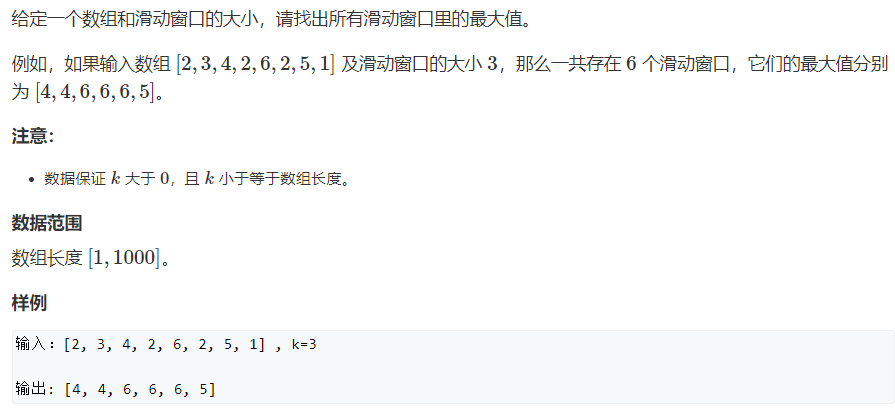 给定一个数组和滑动窗口的大小，请找出所有滑动窗口里的最大值。
例如，如果输入数组 [2, 3, 4, 2, 6, 2, 5, 1] 及滑动窗口的大小 3，那么一共存在 6 个滑动窗口，它们的最大值分别
为 [4, 4, 6, 6, 6, 5]。
注意：
• 数据保证 k 大于 0，且 k 小于等于数组长度。
数据范围
数组长度 [1, 1000]。
样例
输入：[2, 3, 4, 2, 6, 2, 5, 1] , k=3
输出：[4, 4, 6, 6, 6, 5]